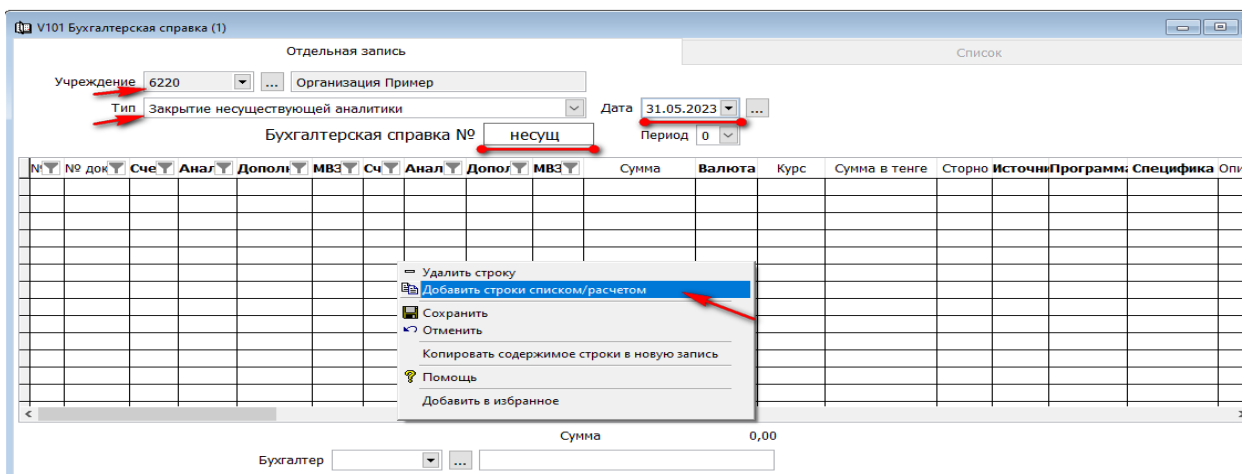 V101 Бухгалтерская справка (1)
Отдельная запись Список
Учреждение 6220 ... Организация Пример
Тип Закрытие несуществующей аналитики Дата 31.05.2023 ...
Бухгалтерская справка № несущ Период 0
№ № док Сче Анал Дополн МВЗ Сч Анал Допол МВЗ Сумма Валюта Курс Сумма в тенге Сторно Источни Программ Специфика Опи
Удалить строку
Добавить строки списком/расчетом
Сохранить
Отменить
Копировать содержимое строки в новую запись
Помощь
Добавить в избранное
Сумма 0,00
Бухгалтер ...